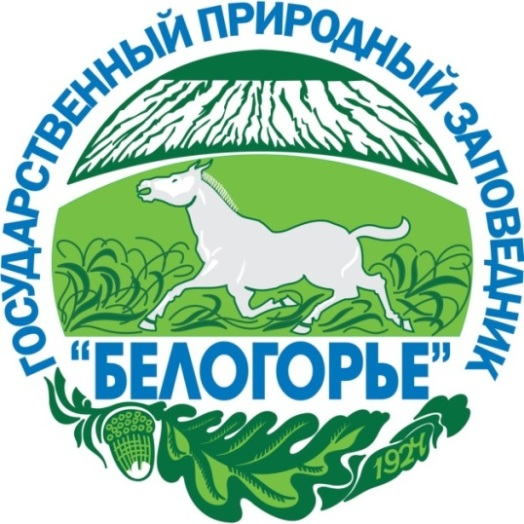 ГОСУДАРСТВЕННЫЙ ПРИРОДНЫЙ ЗАПОВЕДНИК
"БЕЛОГОРЬЕ"
1924